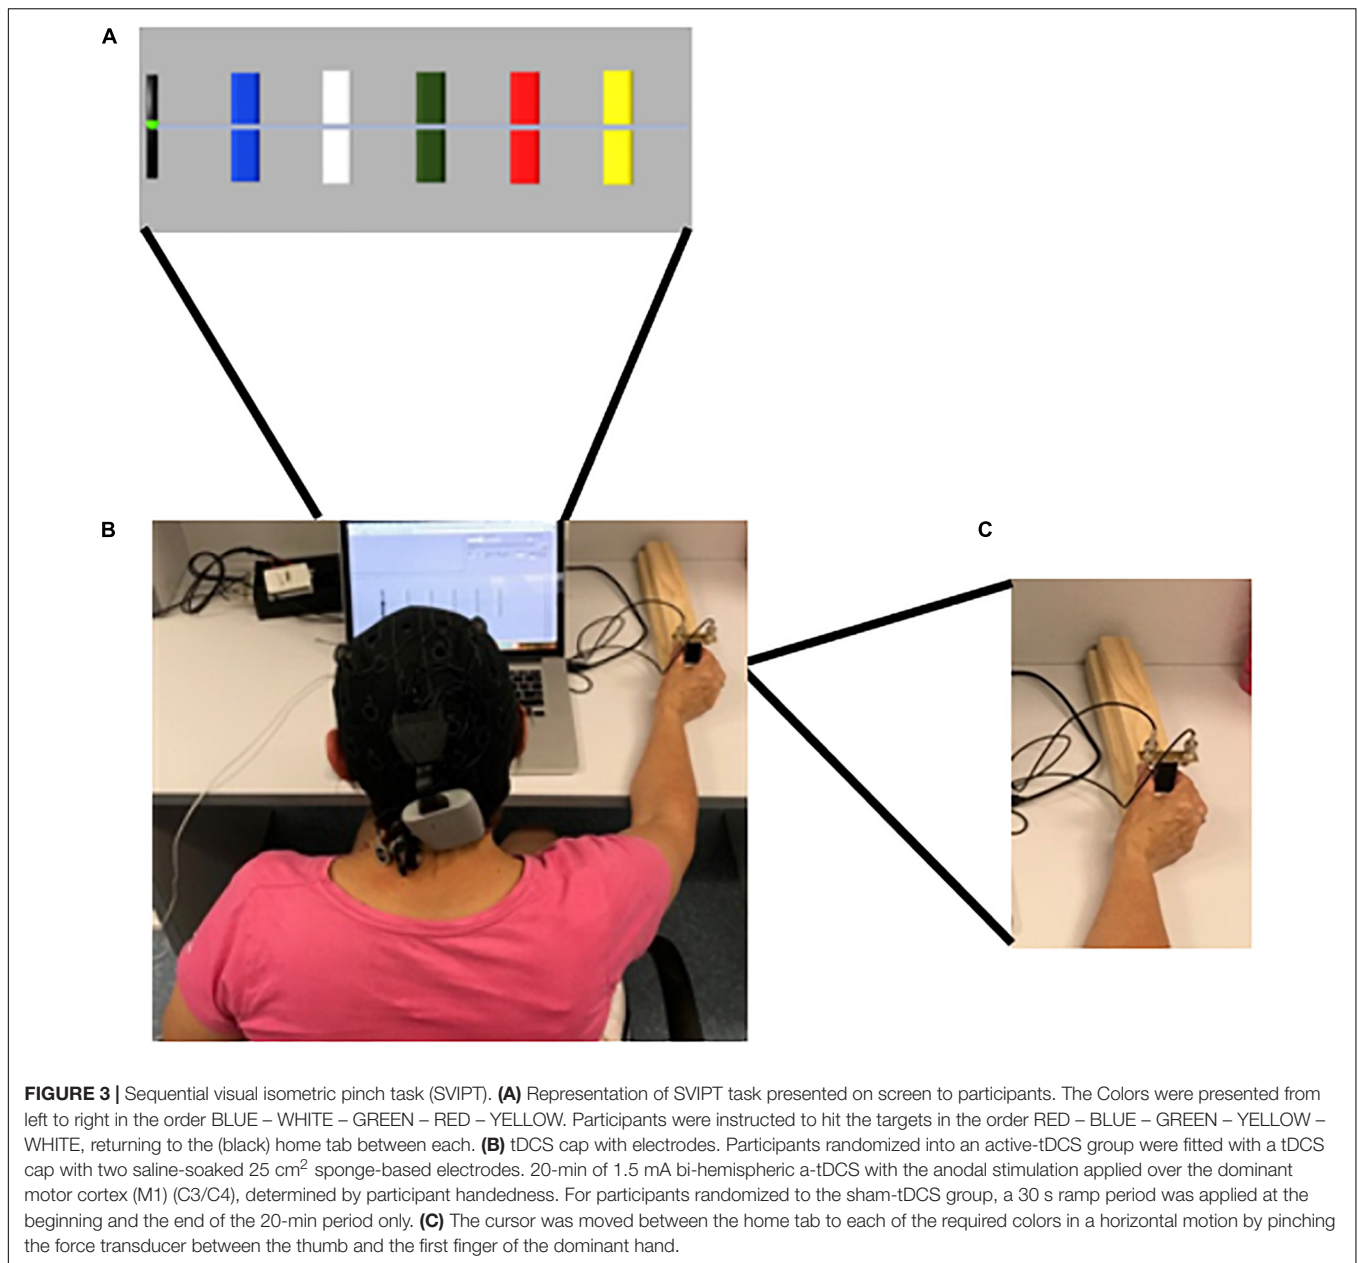 A
B
C
FIGURE 3 | Sequential visual isometric pinch task (SVIPT). (A) Representation of SVIPT task presented on screen to participants. The Colors were presented from
left to right in the order BLUE – WHITE – GREEN – RED – YELLOW. Participants were instructed to hit the targets in the order RED – BLUE – GREEN – YELLOW –
WHITE, returning to the (black) home tab between each. (B) tDCS cap with electrodes. Participants randomized into an active-tDCS group were fitted with a tDCS
cap with two saline-soaked 25 cm² sponge-based electrodes. 20-min of 1.5 mA bi-hemispheric a-tDCS with the anodal stimulation applied over the dominant
motor cortex (M1) (C3/C4), determined by participant handedness. For participants randomized to the sham-tDCS group, a 30 s ramp period was applied at the
beginning and the end of the 20-min period only. (C) The cursor was moved between the home tab to each of the required colors in a horizontal motion by pinching
the force transducer between the thumb and the first finger of the dominant hand.